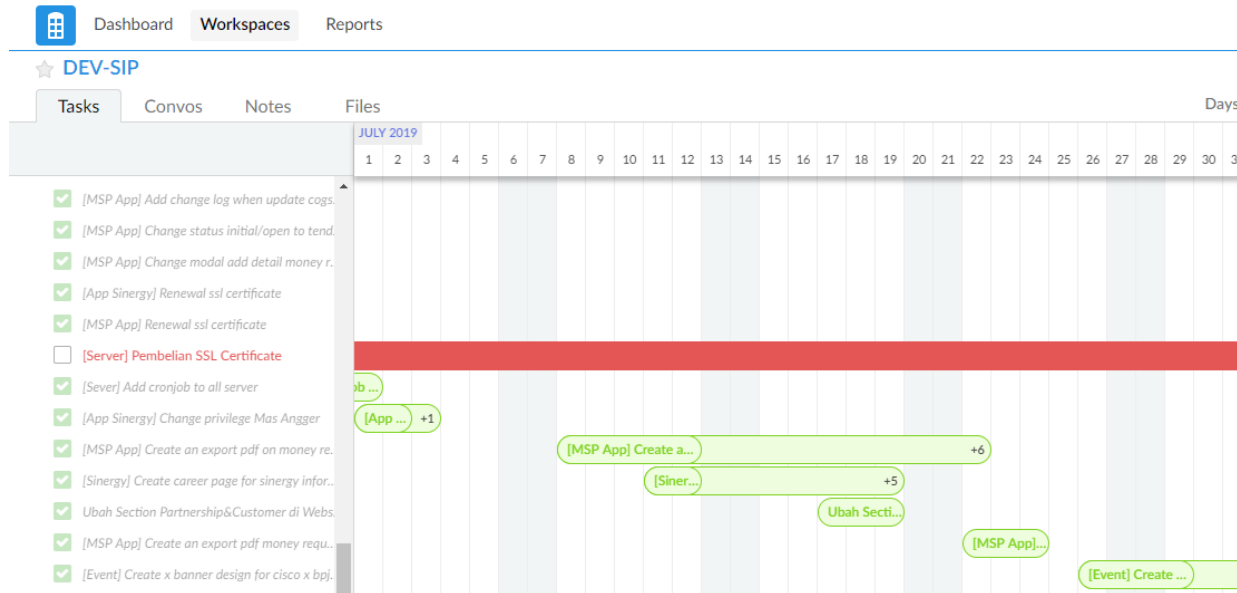 Dashboard Workspaces Reports
DEV-SIP
Tasks Convos Notes Files Days
JULY 2019
1 2 3 4 5 6 7 8 9 10 11 12 13 14 15 16 17 18 19 20 21 22 23 24 25 26 27 28 29 30 3
[MSP App] Add change log when update cogs.
[MSP App] Change status initial/open to tend.
[MSP App] Change modal add detail money r..
[App Sinergy] Renewal ssl certificate
[MSP App] Renewal ssl certificate
[Server] Pembelian SSL Certificate
[Sever] Add cronjob to all server
ob ...
[App Sinergy] Change privilege Mas Angger
[App ... +1
[MSP App] Create an export pdf on money re..
[MSP App] Create a... +6
[Sinergy] Create career page for sinergy infor..
[Siner... +5
Ubah Section Partnership&Customer di Webs.
Ubah Secti...
[MSP App] Create an export pdf money requ..
[MSP App]...
[Event] Create x banner design for cisco x bpj.
[Event] Create ...